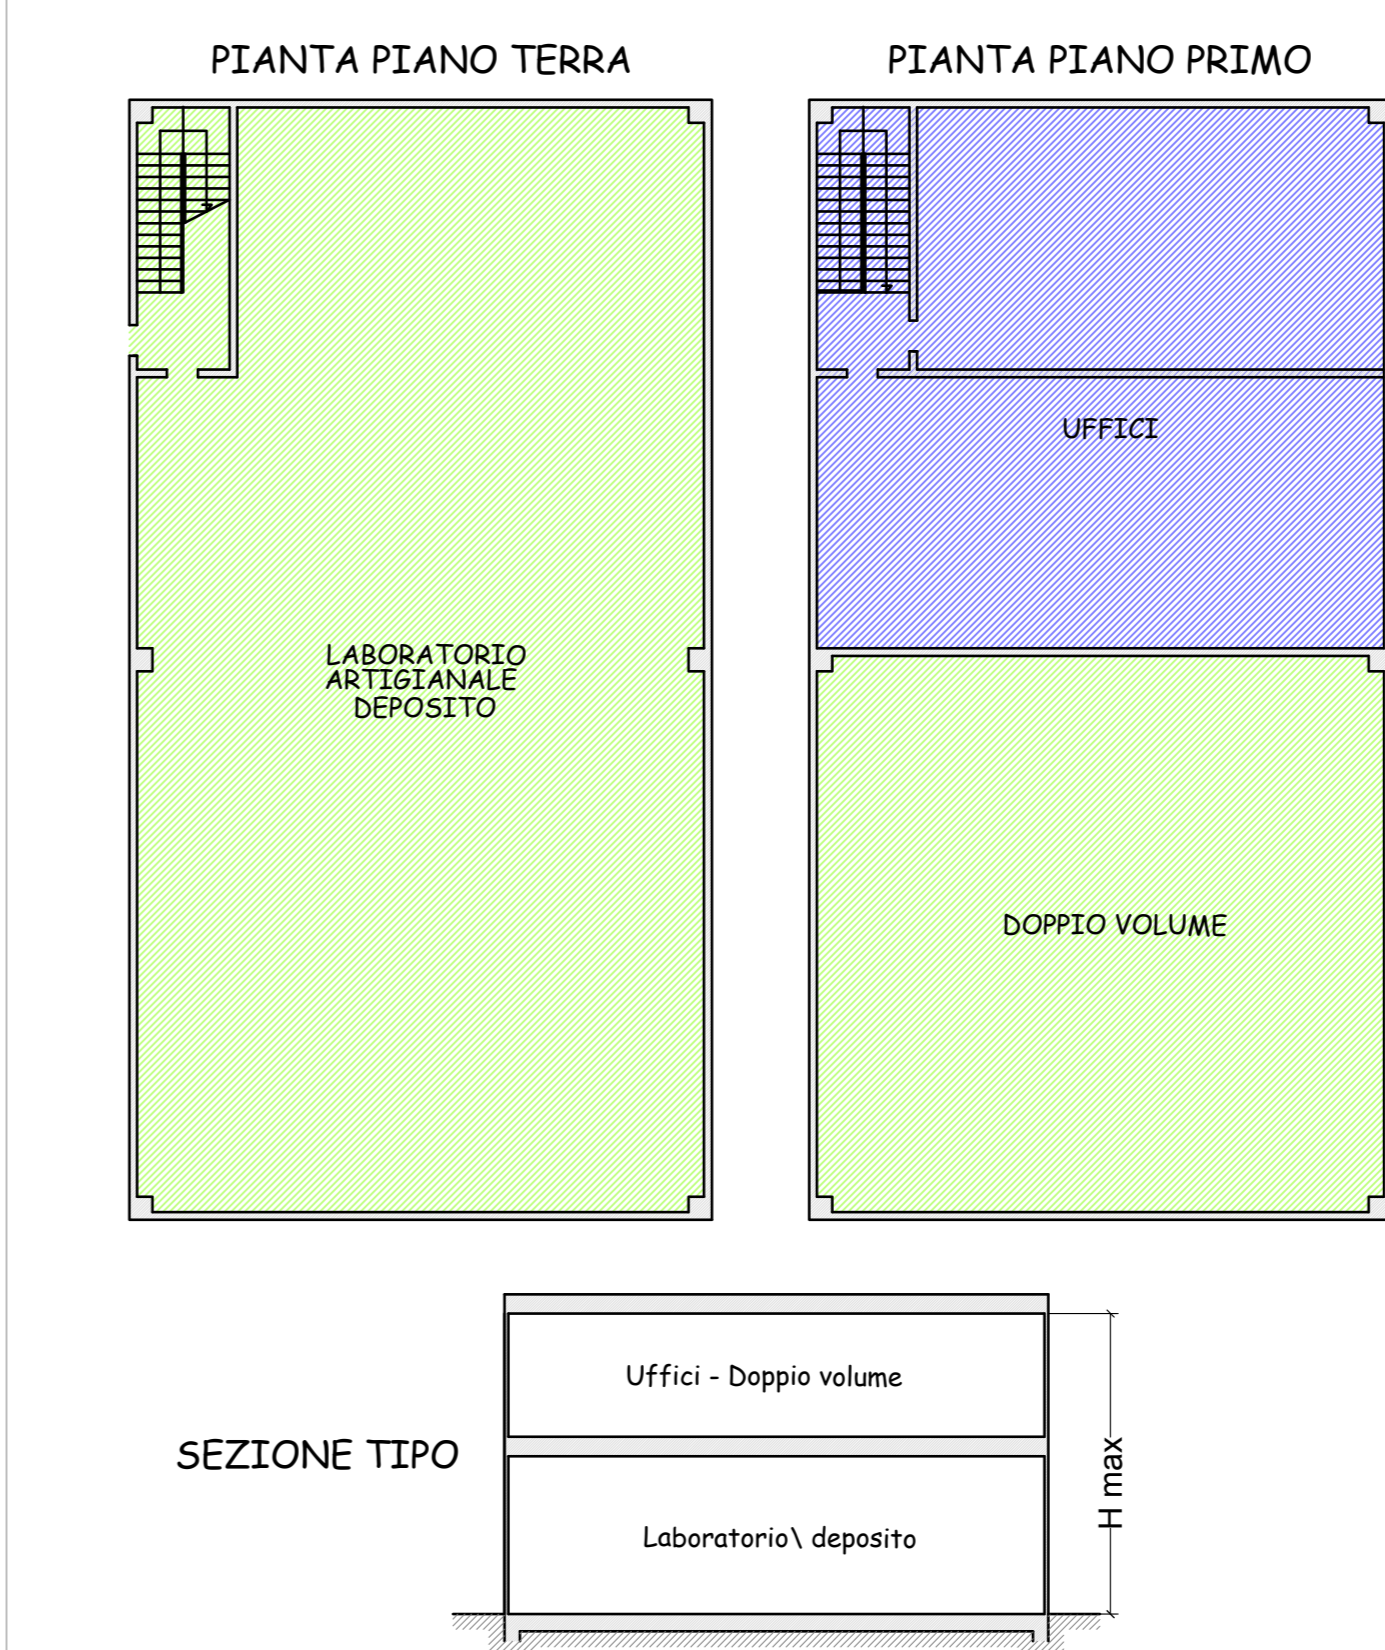 PIANTA PIANO TERRA
PIANTA PIANO PRIMO
UFFICI
LABORATORIO
ARTIGIANALE
DEPOSITO
DOPPIO VOLUME
Uffici - Doppio volume
SEZIONE TIPO
H max
Laboratorio\ deposito